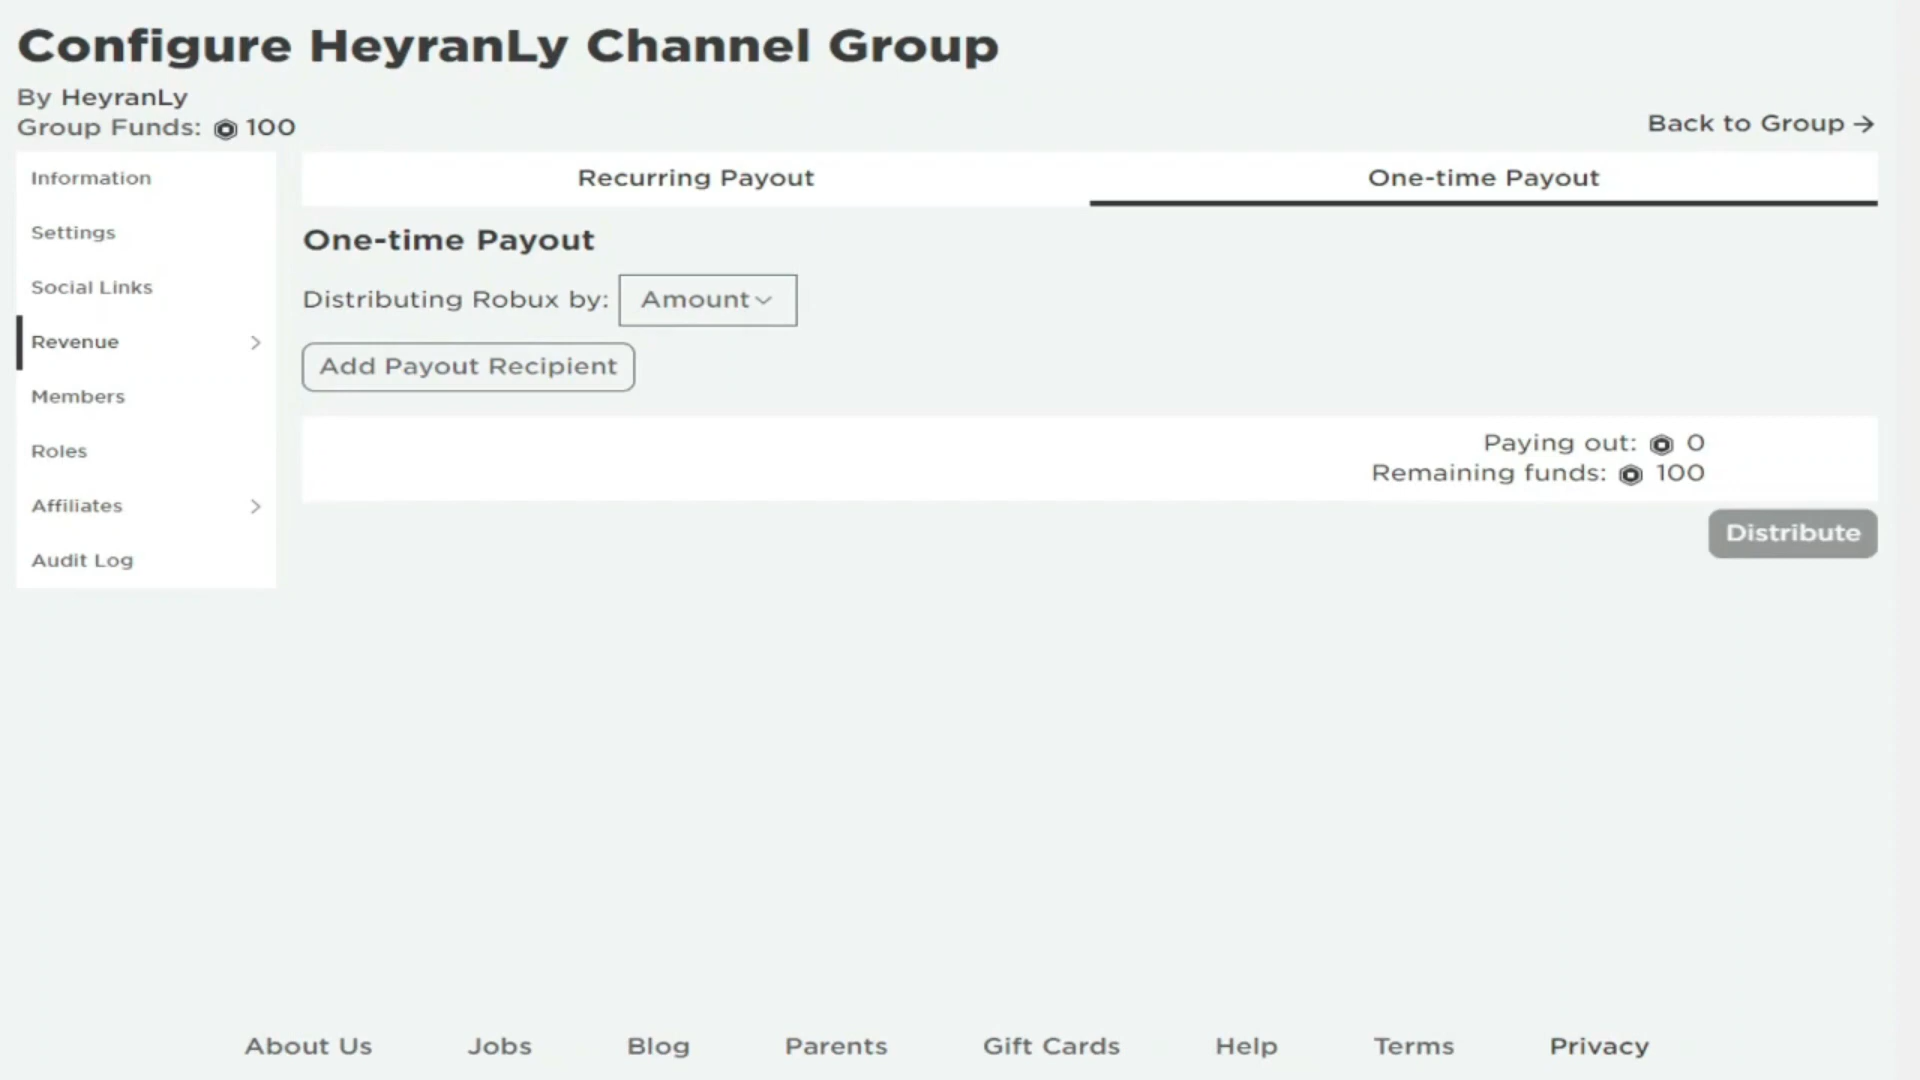 Configure HeyranLy Channel Group
By HeyranLy
Group Funds: 100
Back to Group →
Information
Settings
Social Links
Revenue
Members
Roles
Affiliates
Audit Log
Recurring Payout
One-time Payout
One-time Payout
Distributing Robux by: Amount
Add Payout Recipient
Paying out: 0
Remaining funds: 100
Distribute
About Us Jobs Blog Parents Gift Cards Help Terms Privacy